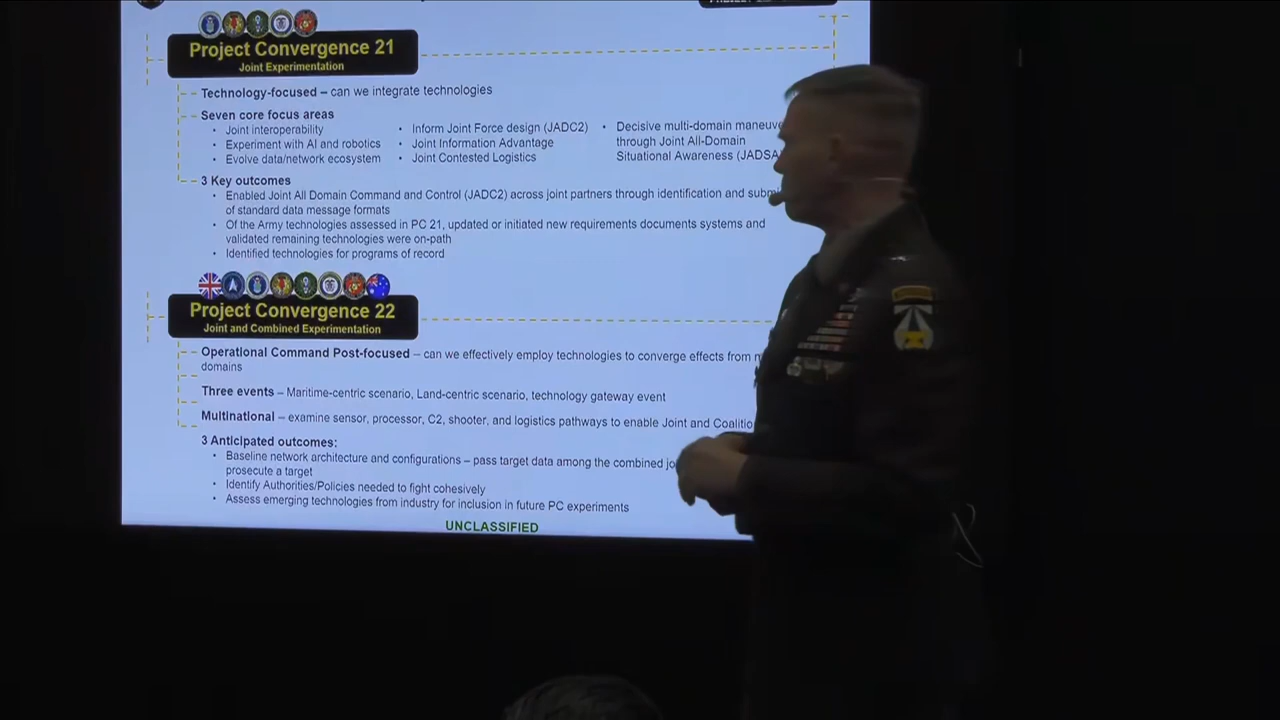 Project Convergence 21
Joint Experimentation
Technology-focused – can we integrate technologies
Seven core focus areas
• Joint interoperability
• Experiment with AI and robotics
• Evolve data/network ecosystem
• Inform Joint Force design (JADC2)
• Joint Information Advantage
• Joint Contested Logistics
• Decisive multi-domain
through Joint All-Domain
Situational Awareness (JADSA
3 Key outcomes
• Enabled Joint All Domain Command and Control (JADC2) across joint partners through identification and
of standard data message formats
• Of the Army technologies assessed in PC 21, updated or initiated new requirements documents systems and
validated remaining technologies were on-path
• Identified technologies for programs of record
Project Convergence 22
Joint and Combined Experimentation
Operational Command Post-focused – can we effectively employ technologies to converge effects from
domains
Three events – Maritime-centric scenario, Land-centric scenario, technology gateway event
Multinational – examine sensor, processor, C2, shooter, and logistics pathways to enable Joint and
3 Anticipated outcomes:
• Baseline network architecture and configurations – pass target data among the combined
prosecute a target
• Identify Authorities/Policies needed to fight cohesively
• Assess emerging technologies from industry for inclusion in future PC experiments
UNCLASSIFIED